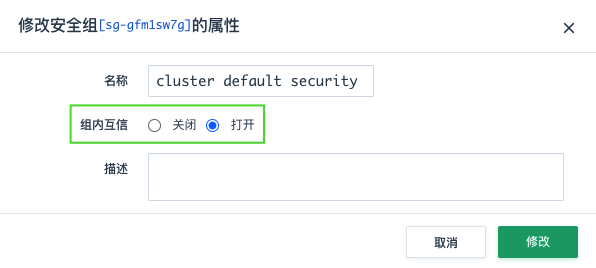 修改安全组[sg-gfm1sw7g]的属性
名称 cluster default security
组内互信 关闭 打开
描述
取消 修改